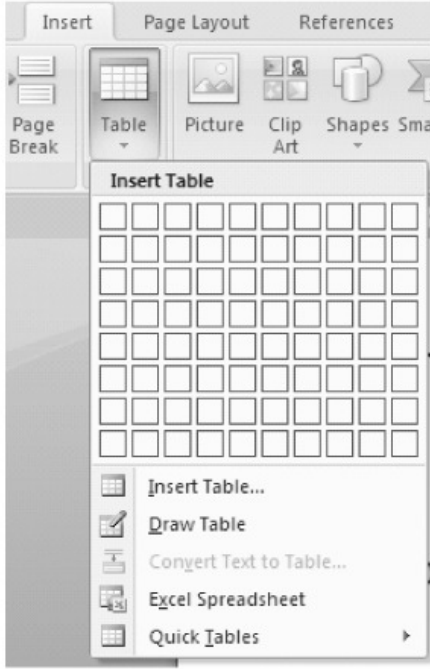 Insert Page Layout References
Page Break Table Picture Clip Art Shapes
Insert Table
Insert Table...
Draw Table
Convert Text to Table...
Excel Spreadsheet
Quick Tables